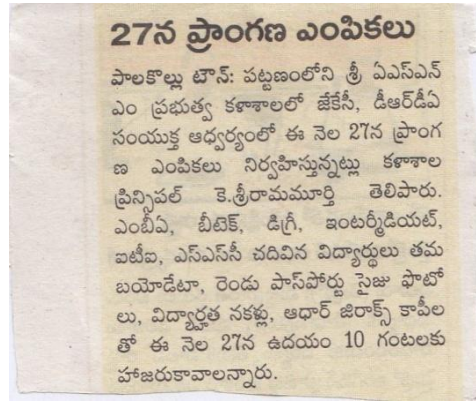 27న ప్రాంగణ ఎంపికలు
పాలకొల్లు టౌన్: పట్టణంలోని శ్రీ ఏఎస్ఎన్
ఎం ప్రభుత్వ కళాశాలలో జేకేసీ, డీఆర్‌డీఏ
సంయుక్త ఆధ్వర్యంలో ఈ నెల 27న ప్రాంగ
ణ ఎంపికలు నిర్వహిస్తున్నట్లు కళాశాల
ప్రిన్సిపల్ కె.శ్రీరామమూర్తి తెలిపారు.
ఎంబీఏ, బీటెక్, డిగ్రీ, ఇంటర్మీడియట్,
ఐటీఐ, ఎస్ఎస్‌సీ చదివిన విద్యార్థులు తమ
బయోడేటా, రెండు పాస్‌పోర్టు సైజు ఫొటో
లు, విద్యార్హత నకళ్లు, ఆధార్ జిరాక్స్ కాపీల
తో ఈ నెల 27న ఉదయం 10 గంటలకు
హాజరుకావాలన్నారు.